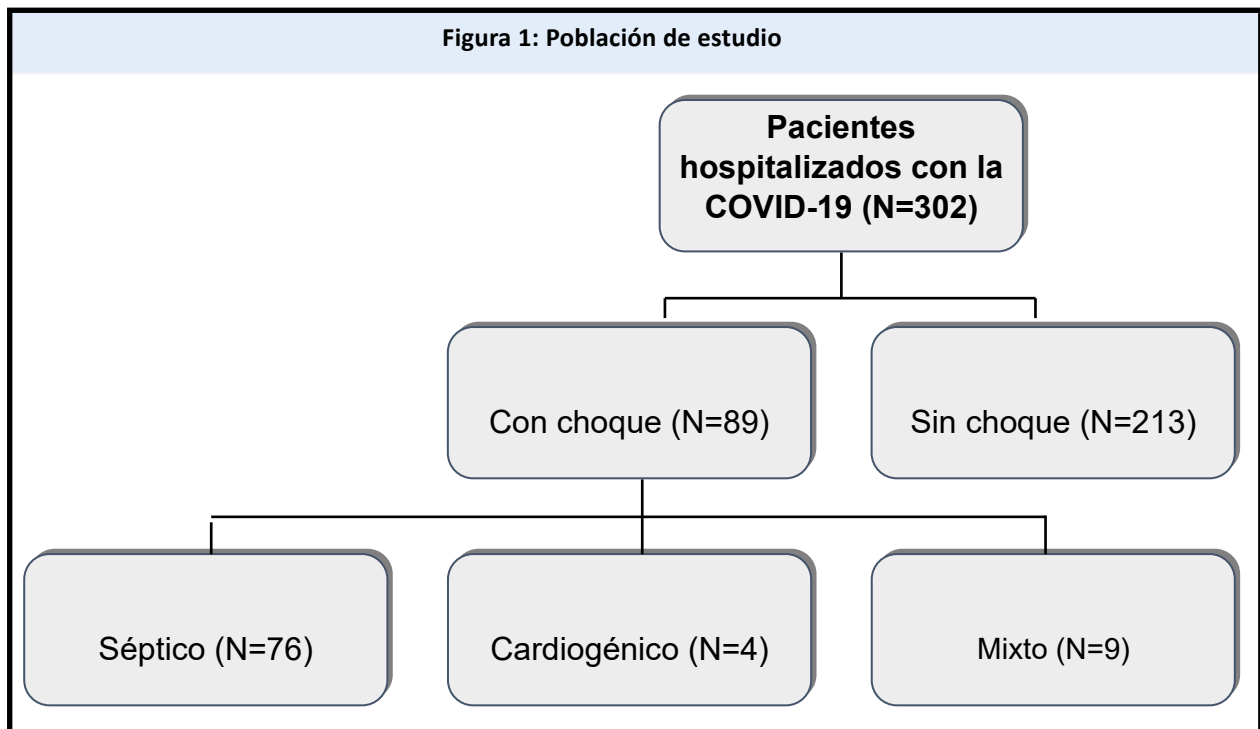 Figura 1: Población de estudio
Pacientes
hospitalizados con la
COVID-19 (N=302)
Con choque (N=89)
Sin choque (N=213)
Séptico (N=76)
Cardiogénico (N=4)
Mixto (N=9)